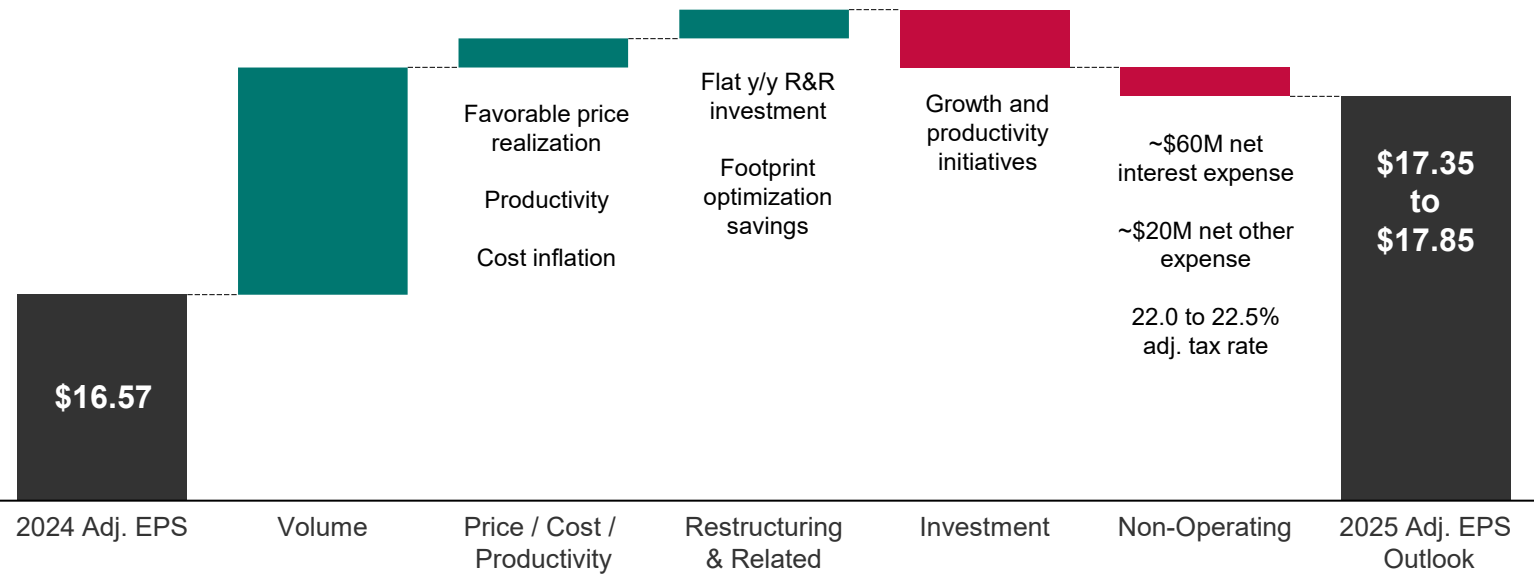 Favorable price
realization
Productivity
Cost inflation
Flat y/y R&R
investment
Footprint
optimization
savings
Growth and
productivity
initiatives
~$60M net
interest expense
~$20M net other
expense
22.0 to 22.5%
adj. tax rate
$17.35
to
$17.85
$16.57
2024 Adj. EPS
Volume
Price / Cost /
Productivity
Restructuring
& Related
Investment
Non-Operating
2025 Adj. EPS
Outlook